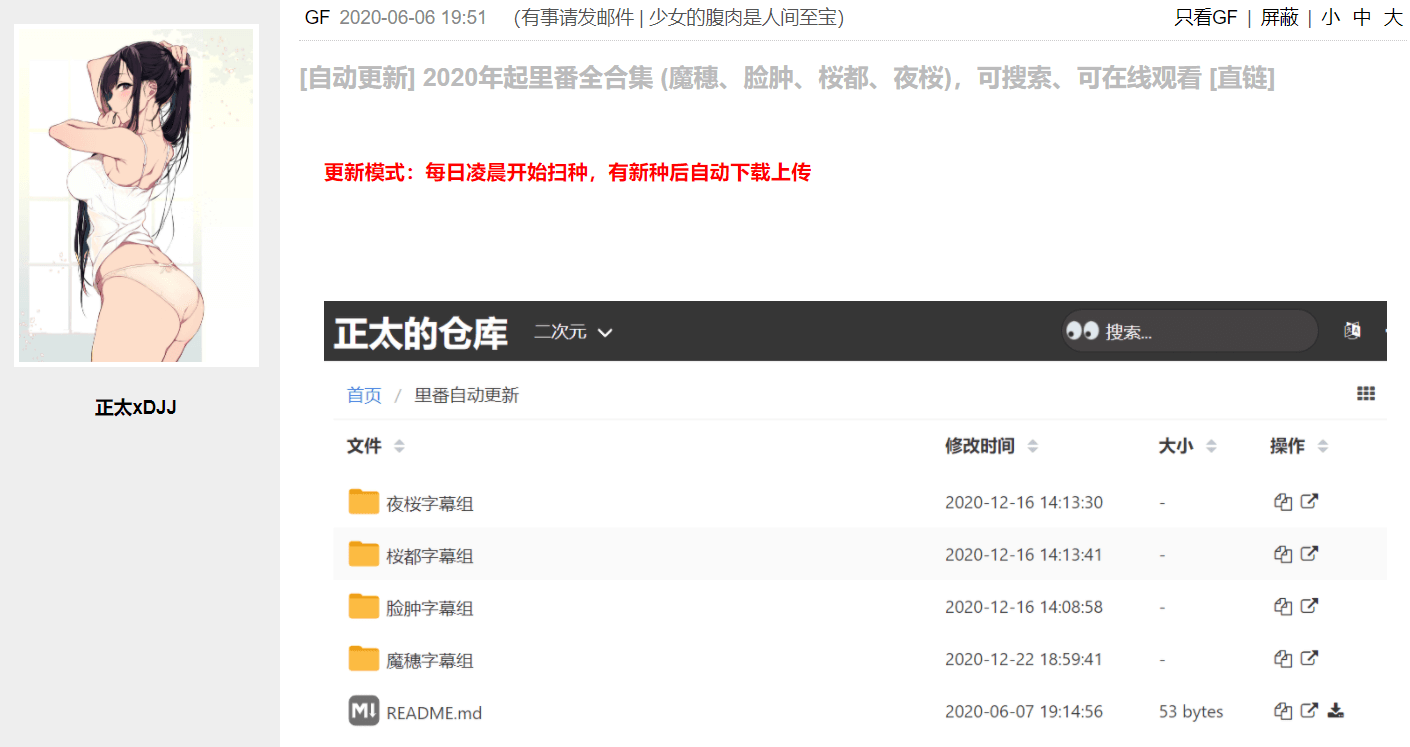 GF 2020-06-06 19:51 (有事请发邮件 | 少女的腹肉是人间至宝) 只看GF | 屏蔽 | 小 中 大
[自动更新] 2020年起里番全合集 (魔穗、脸肿、桜都、夜桜)，可搜索、可在线观看 [直链]
更新模式：每日凌晨开始扫种，有新种后自动下载上传
正太xDJJ
正太的仓库 二次元 搜索...
首页 / 里番自动更新
文件 修改时间 大小 操作
夜桜字幕组 2020-12-16 14:13:30 -
桜都字幕组 2020-12-16 14:13:41 -
脸肿字幕组 2020-12-16 14:08:58 -
魔穗字幕组 2020-12-22 18:59:41 -
README.md 2020-06-07 19:14:56 53 bytes